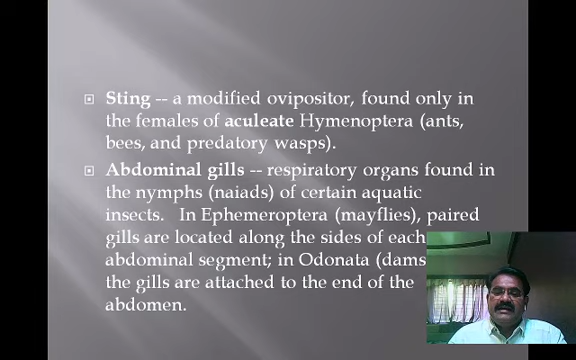 Sting -- a modified ovipositor, found only in
the females of aculeate Hymenoptera (ants,
bees, and predatory wasps).
Abdominal gills -- respiratory organs found in
the nymphs (naiads) of certain aquatic
insects. In Ephemeroptera (mayflies), paired
gills are located along the sides of each
abdominal segment; in Odonata
the gills are attached to the end of the
abdomen.